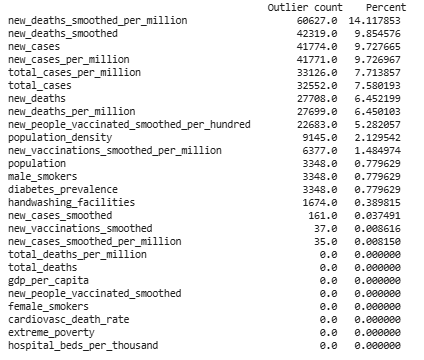 Outlier count Percent
new_deaths_smoothed_per_million 60627.0 14.117853
new_deaths_smoothed 42319.0 9.854576
new_cases 41774.0 9.727665
new_cases_per_million 41771.0 9.726967
total_cases_per_million 33126.0 7.713857
total_cases 32552.0 7.580193
new_deaths 27708.0 6.452199
new_deaths_per_million 27699.0 6.450103
new_people_vaccinated_smoothed_per_hundred 22683.0 5.282057
population_density 9145.0 2.129542
new_vaccinations_smoothed_per_million 6377.0 1.484974
population 3348.0 0.779629
male_smokers 3348.0 0.779629
diabetes_prevalence 3348.0 0.779629
handwashing_facilities 1674.0 0.389815
new_cases_smoothed 161.0 0.037491
new_vaccinations_smoothed 37.0 0.008616
new_cases_smoothed_per_million 35.0 0.008150
total_deaths_per_million 0.0 0.000000
total_deaths 0.0 0.000000
gdp_per_capita 0.0 0.000000
new_people_vaccinated_smoothed 0.0 0.000000
female_smokers 0.0 0.000000
cardiovasc_death_rate 0.0 0.000000
extreme_poverty 0.0 0.000000
hospital_beds_per_thousand 0.0 0.000000